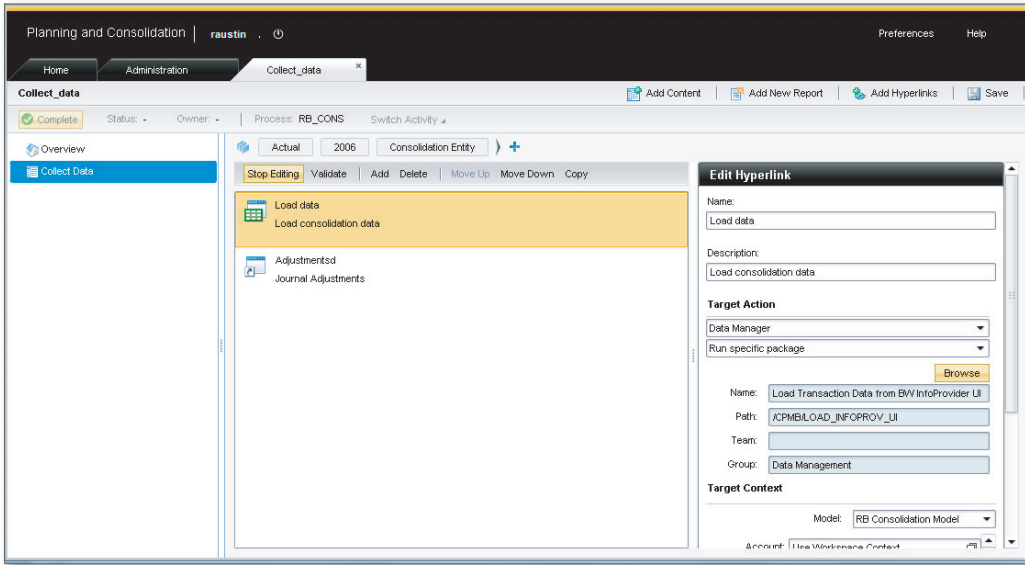 Planning and Consolidation | raustin .
Preferences Help
Home Administration Collect_data ×
Collect_data
Add Content Add New Report Add Hyperlinks Save
Complete Status: - Owner: - Process: RB_CONS Switch Activity
Overview
Collect Data
Actual 2006 Consolidation Entity
Stop Editing Validate Add Delete Move Up Move Down Copy
Load data
Load consolidation data
Adjustmentsd
Journal Adjustments
Edit Hyperlink
Name:
Load data
Description:
Load consolidation data
Target Action
Data Manager
Run specific package
Browse
Name: Load Transaction Data from BW InfoProvider UI
Path: /CPMB/LOAD_INFOPROV_UI
Team:
Group: Data Management
Target Context
Model: RB Consolidation Model
Account: Use Workspace Context